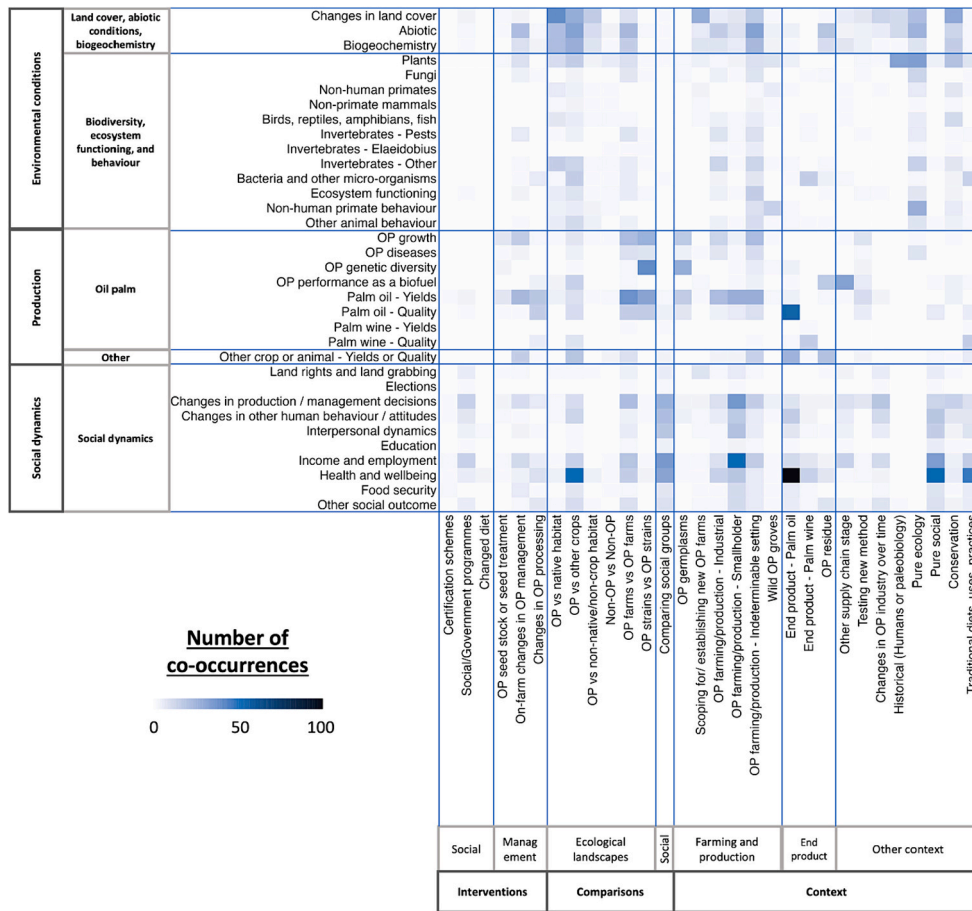 Environmental conditions
Land cover, abiotic
conditions,
biogeochemistry
Changes in land cover
Abiotic
Biogeochemistry
Biodiversity,
ecosystem
functioning, and
behaviour
Plants
Fungi
Non-human primates
Non-primate mammals
Birds, reptiles, amphibians, fish
Invertebrates - Pests
Invertebrates - Elaeidobius
Invertebrates - Other
Bacteria and other micro-organisms
Ecosystem functioning
Non-human primate behaviour
Other animal behaviour
Production
Oil palm
OP growth
OP diseases
OP genetic diversity
OP performance as a biofuel
Palm oil - Yields
Palm oil - Quality
Palm wine - Yields
Palm wine - Quality
Other
Other crop or animal - Yields or Quality
Social dynamics
Social dynamics
Land rights and land grabbing
Elections
Changes in production / management decisions
Changes in other human behaviour / attitudes
Interpersonal dynamics
Education
Income and employment
Health and wellbeing
Food security
Other social outcome
Number of
co-occurrences
0
50
100
Certification schemes
Social/Government programmes
Changed diet
OP seed stock or seed treatment
On-farm changes in OP management
Changes in OP processing
OP vs native habitat
OP vs other crops
OP vs non-native/non-crop habitat
Non-OP vs Non-OP
OP farms vs OP farms
OP strains vs OP strains
Comparing social groups
OP germplasms
Scoping for/ establishing new OP farms
OP farming/production - Industrial
OP farming/production - Smallholder
OP farming/production - Indeterminable setting
Wild OP groves
End product - Palm oil
End product - Palm wine
OP residue
Other supply chain stage
Testing new method
Changes in OP industry over time
Historical (Humans or paleobiology)
Pure ecology
Pure social
Conservation
Traditional diets, uses, practices
Social
Manag
ement
Ecological
landscapes
Social
Farming and
production
End
product
Other context
Interventions
Comparisons
Context